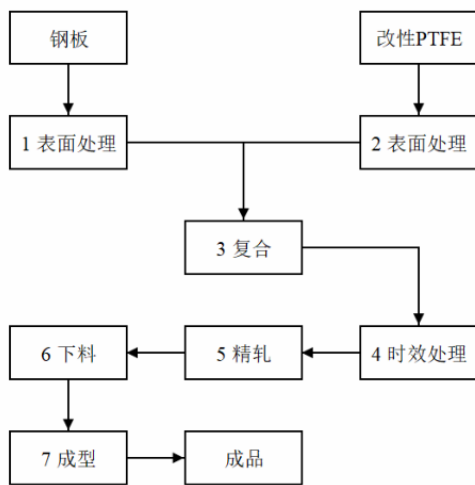 钢板
改性PTFE
1 表面处理
2 表面处理
3 复合
6 下料
5 精轧
4 时效处理
7 成型
成品